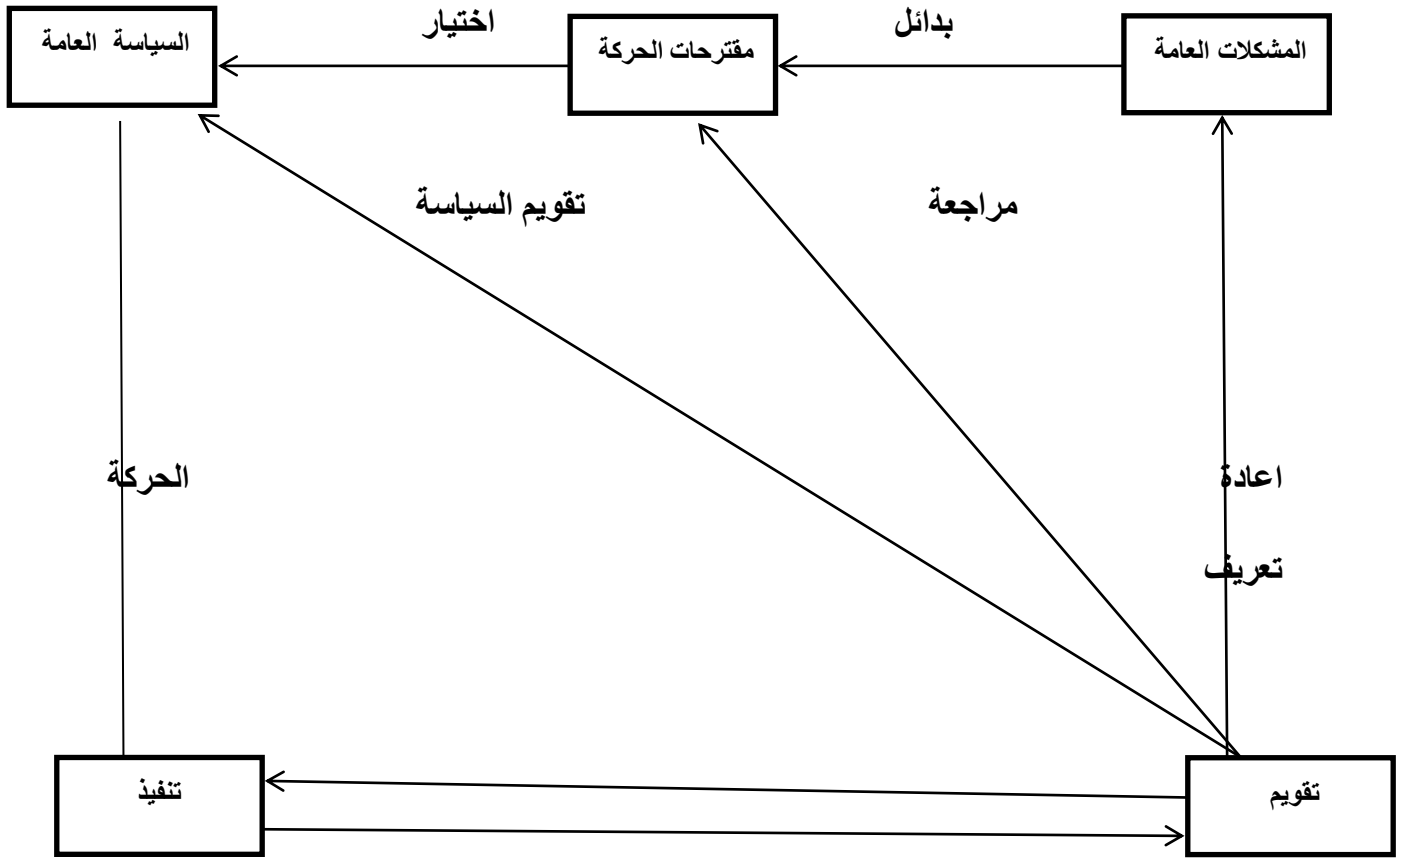 المشكلات العامة
بدائل
مقترحات الحركة
اختيار
السياسة العامة
مراجعة
تقويم السياسة
اعادة
تعريف
الحركة
تقويم
تنفيذ